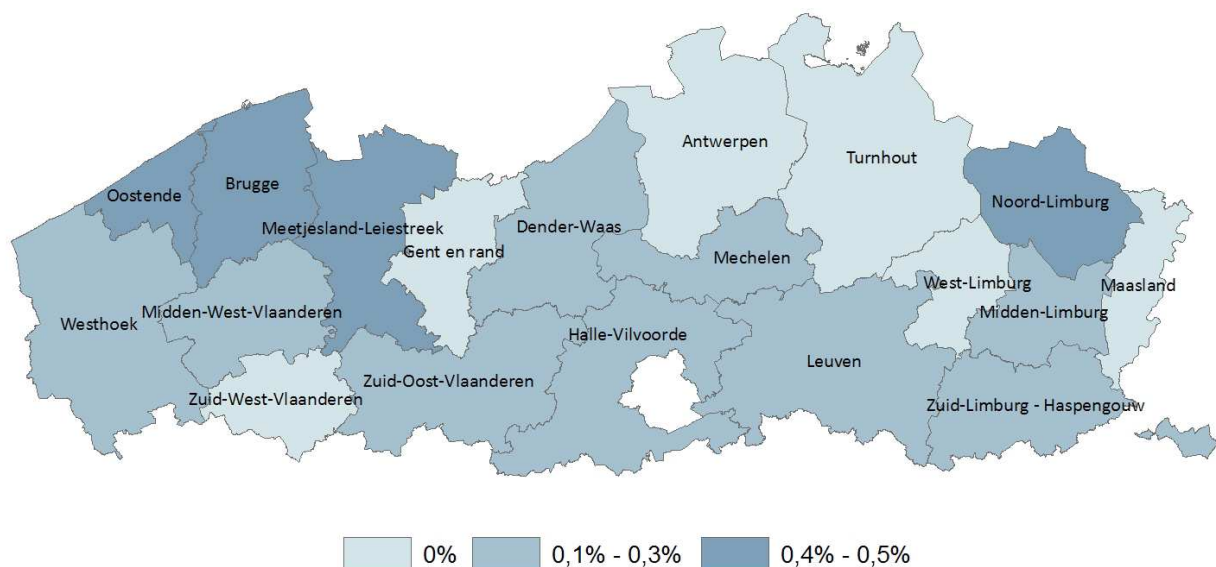 Antwerpen
Turnhout
Oostende
Brugge
Noord-Limburg
Meetjesland-Leiestreek
Dender-Waas
Gent en rand
Mechelen
West-Limburg
Maasland
Westhoek
Midden-West-Vlaanderen
Midden-Limburg
Halle-Vilvoorde
Leuven
Zuid-Oost-Vlaanderen
Zuid-West-Vlaanderen
Zuid-Limburg - Haspengouw
0% 0,1% - 0,3% 0,4% - 0,5%